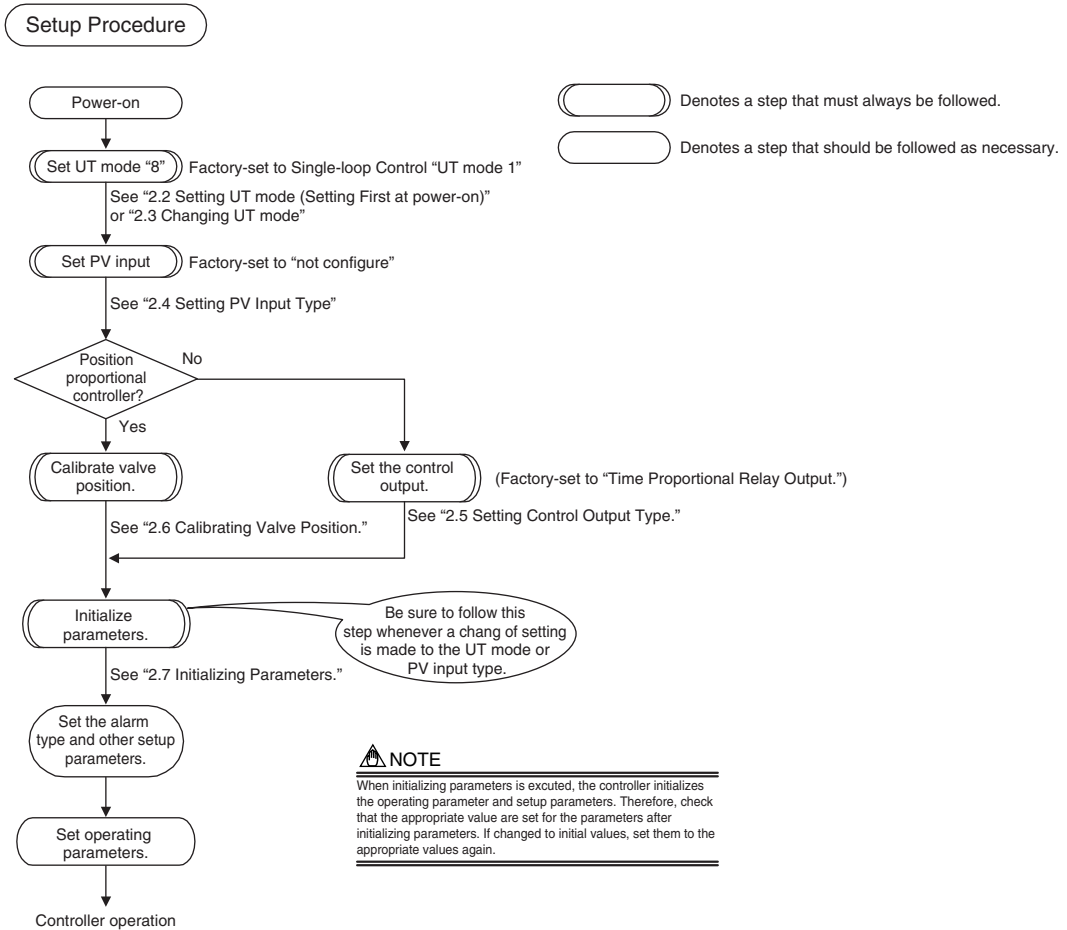 Setup Procedure
Power-on
Denotes a step that must always be followed.
Denotes a step that should be followed as necessary.
Set UT mode “8”
Factory-set to Single-loop Control “UT mode 1”
See “2.2 Setting UT mode (Setting First at power-on)”
or “2.3 Changing UT mode”
Set PV input
Factory-set to “not configure”
See “2.4 Setting PV Input Type”
Position
proportional
controller?
No
Yes
Calibrate valve
position.
Set the control
output.
(Factory-set to “Time Proportional Relay Output.”)
See “2.6 Calibrating Valve Position.”
See “2.5 Setting Control Output Type.”
Initialize
parameters.
Be sure to follow this
step whenever a chang of setting
is made to the UT mode or
PV input type.
See “2.7 Initializing Parameters.”
Set the alarm
type and other setup
parameters.
NOTE
When initializing parameters is excuted, the controller initializes
the operating parameter and setup parameters. Therefore, check
that the appropriate value are set for the parameters after
initializing parameters. If changed to initial values, set them to the
appropriate values again.
Set operating
parameters.
Controller operation